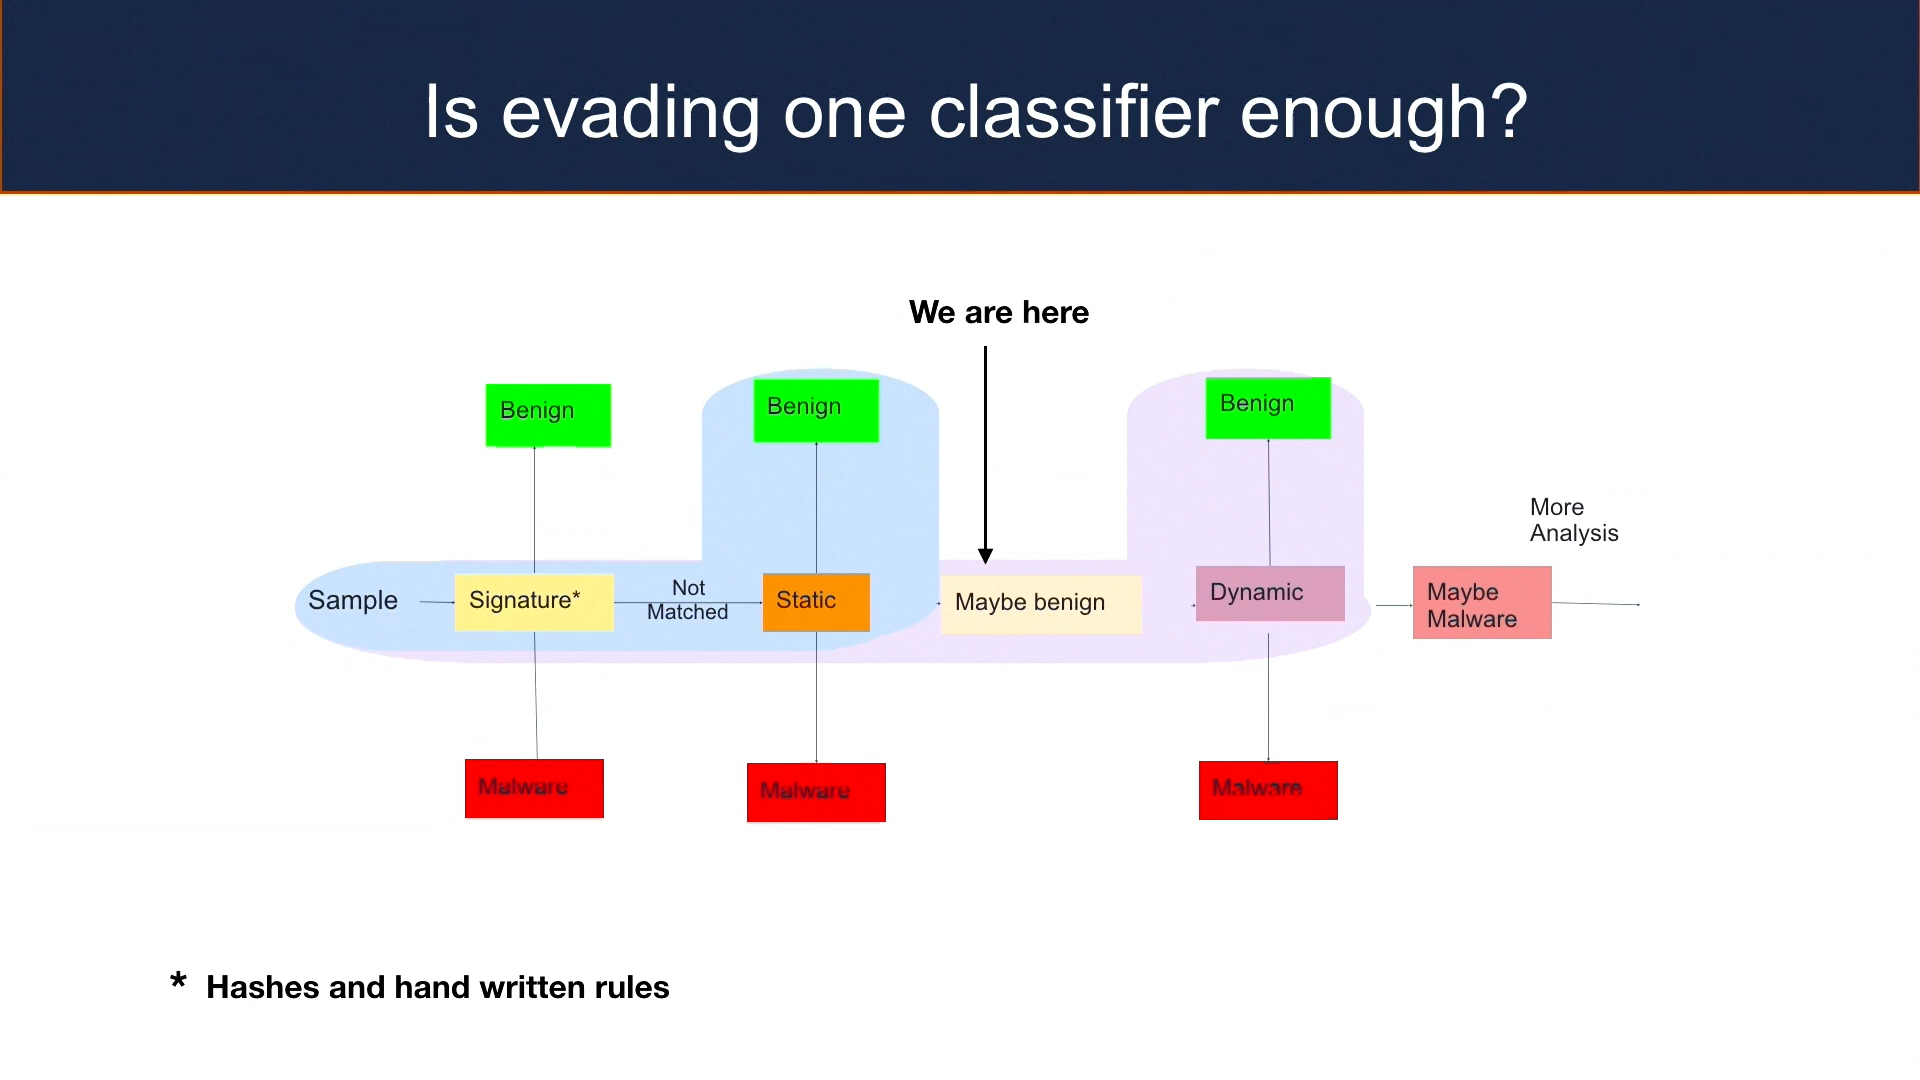 Is evading one classifier enough?
We are here
Benign
Benign
Benign
More
Analysis
Sample
Signature*
Not
Matched
Static
Maybe benign
Dynamic
Maybe
Malware
Malware
Malware
Malware
* Hashes and hand written rules